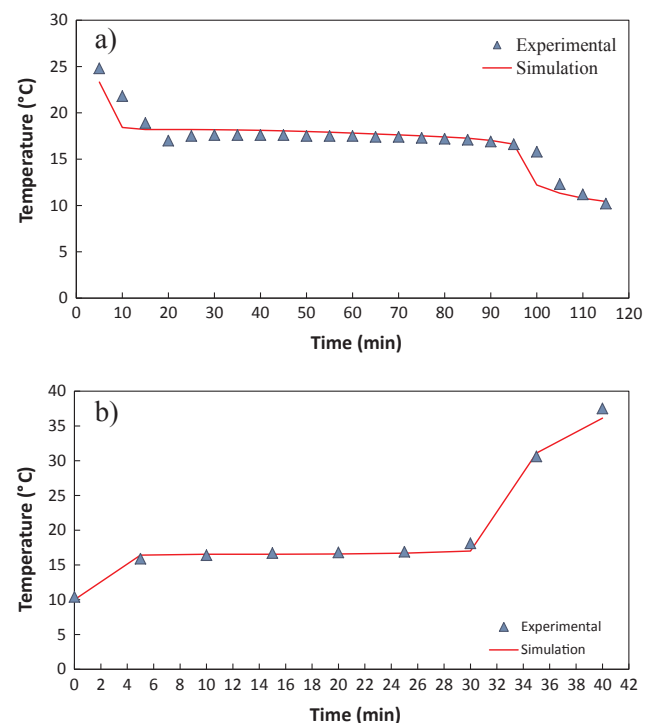 a)
Experimental
Simulation
Temperature (°C)
30
25
20
15
10
5
0
0 10 20 30 40 50 60 70 80 90 100 110 120
Time (min)
b)
Temperature (°C)
40
35
30
25
20
15
10
5
0
Experimental
Simulation
0 2 4 6 8 10 12 14 16 18 20 22 24 26 28 30 32 34 36 38 40 42
Time (min)